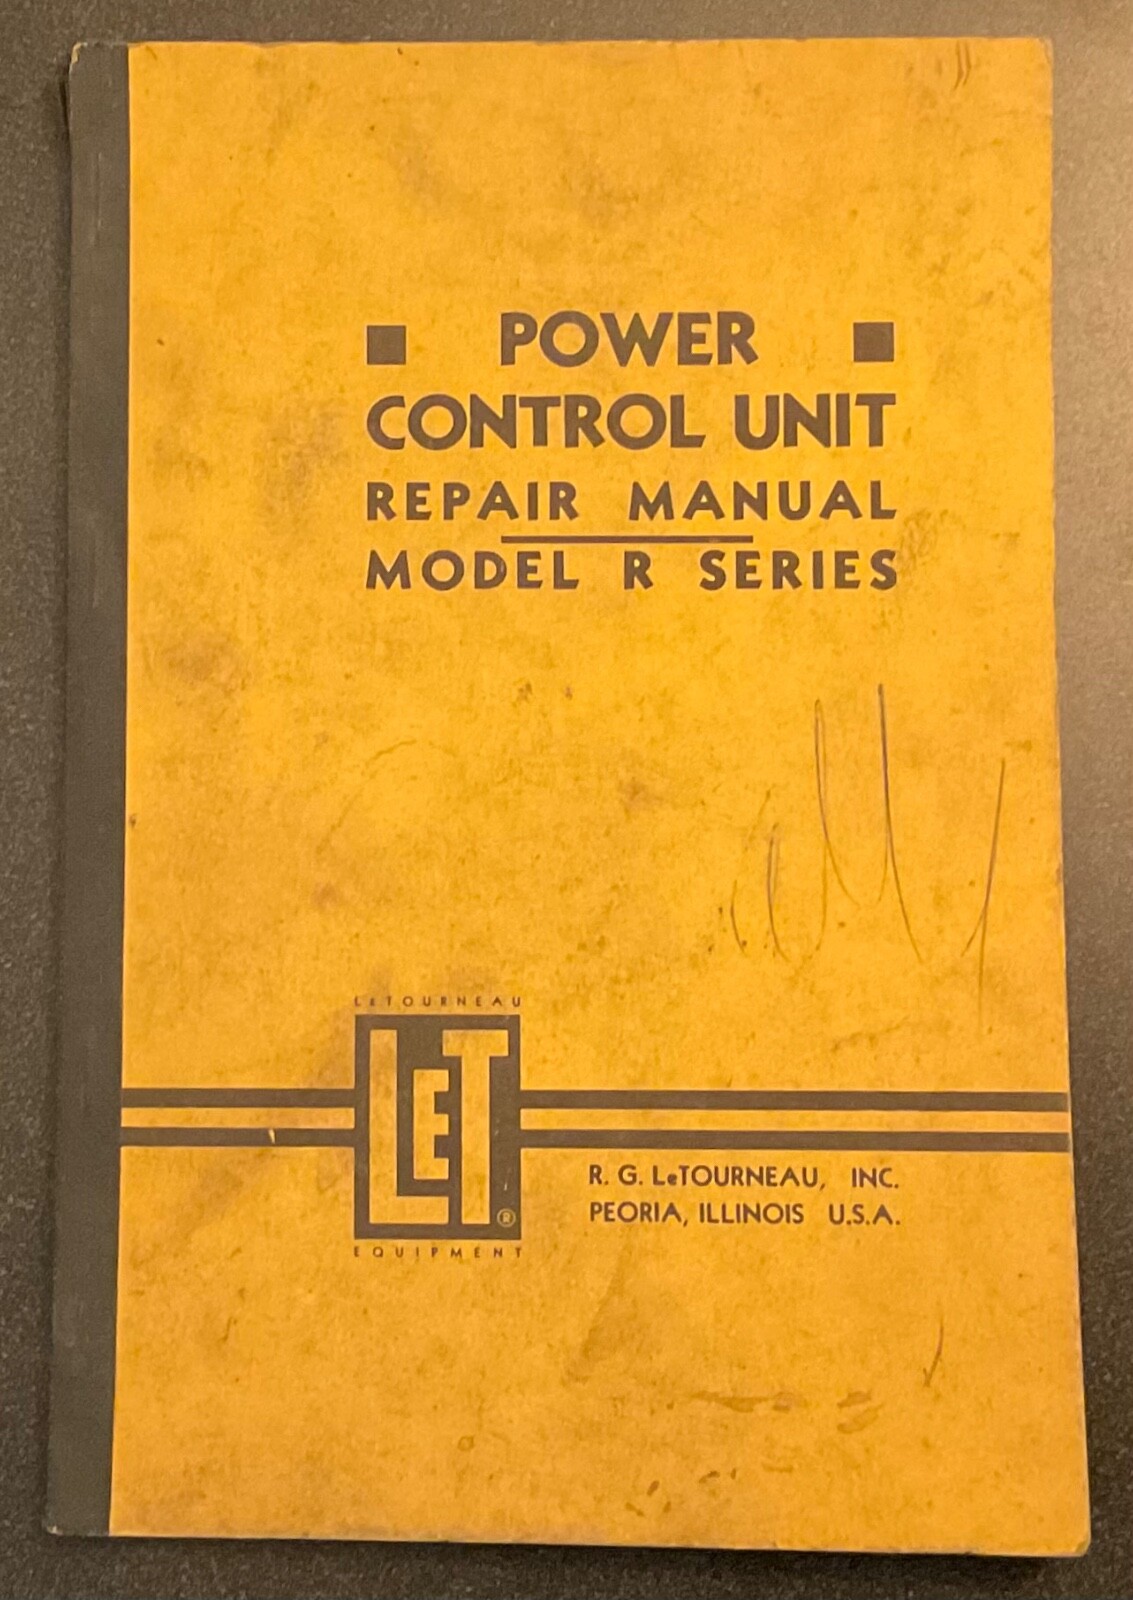 POWER
CONTROL UNIT
REPAIR MANUAL
MODEL R SERIES
LeTOURNEAU
LET®
EQUIPMENT
R. G. LeTOURNEAU, INC.
PEORIA, ILLINOIS U.S.A.